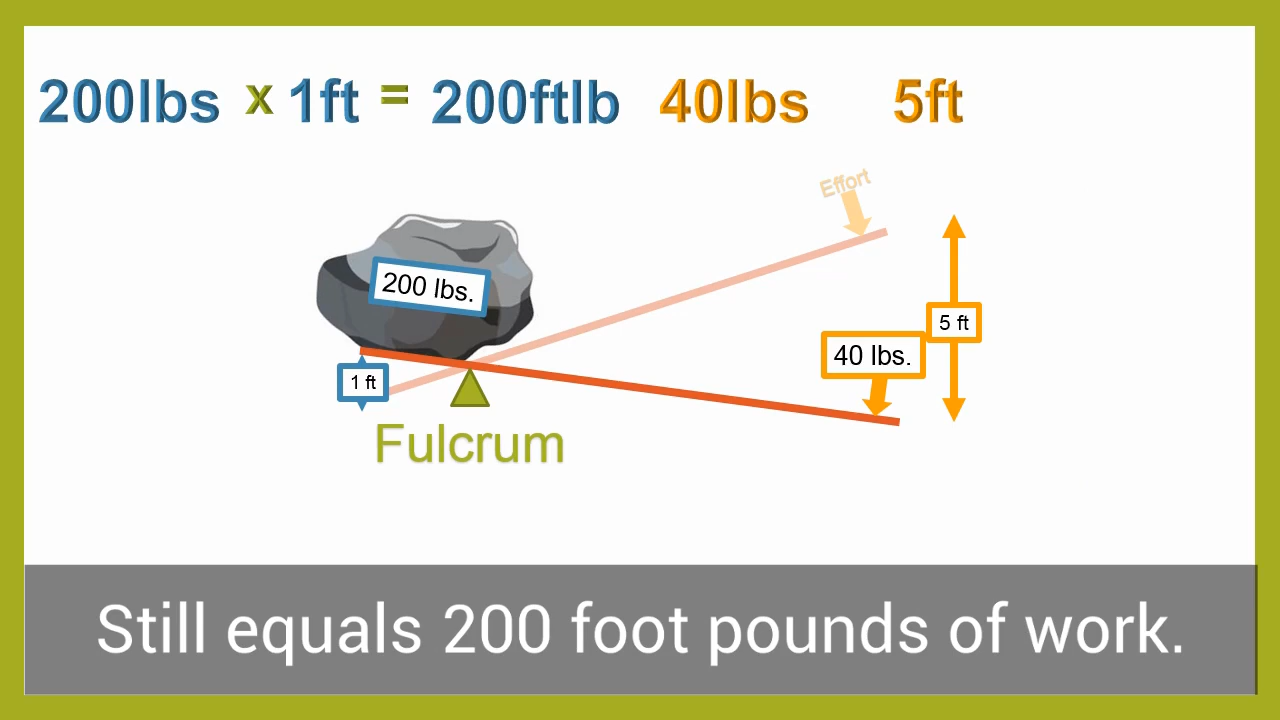 200lbs x 1ft = 200ftlb 40lbs 5ft
Effort
200 lbs.
5 ft
40 lbs.
1 ft
Fulcrum
Still equals 200 foot pounds of work.